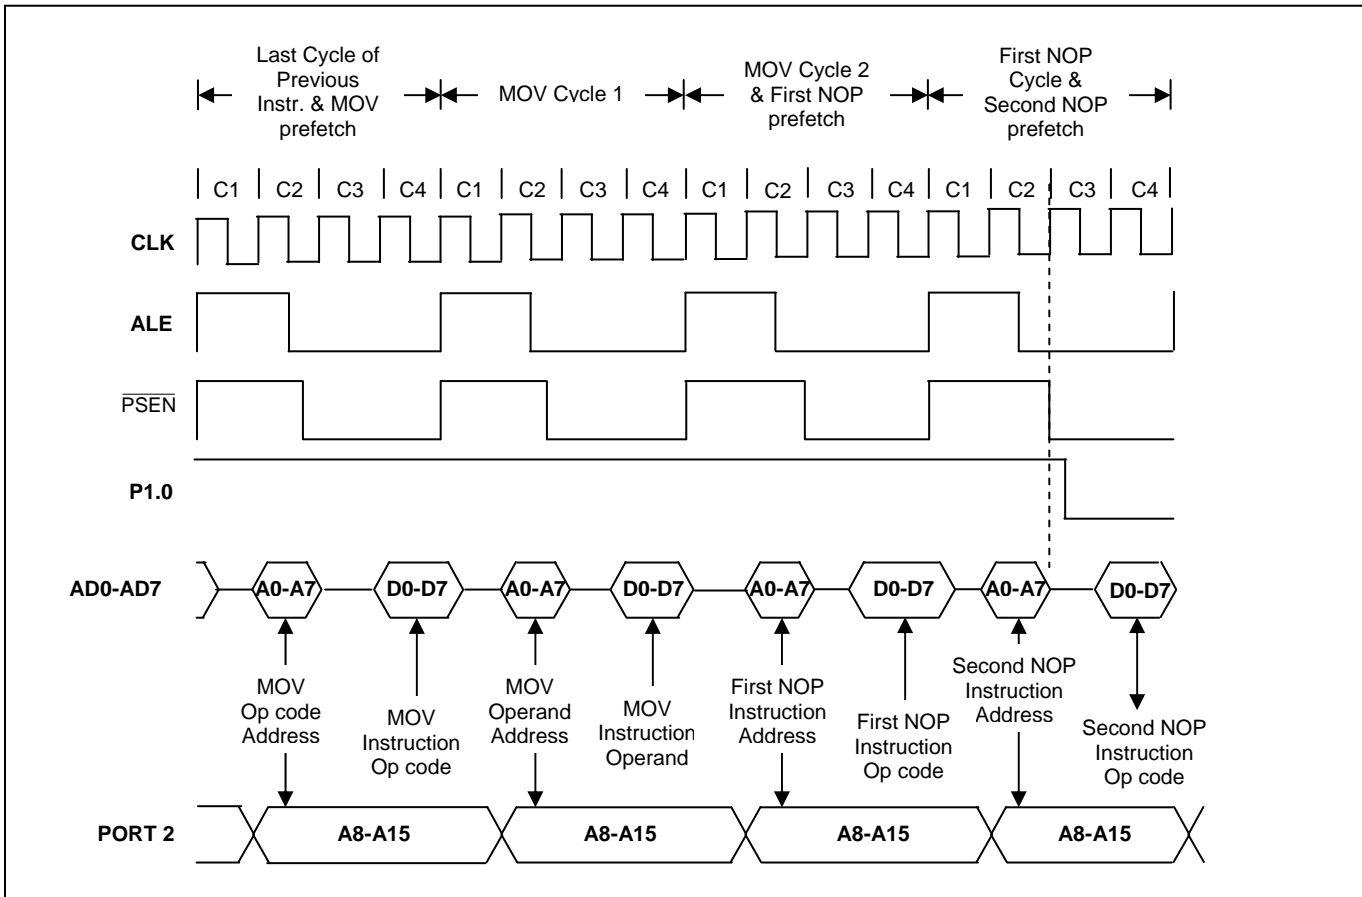 Last Cycle of
Previous
Instr. & MOV
prefetch
MOV Cycle 1
MOV Cycle 2
& First NOP
prefetch
First NOP
Cycle &
Second NOP
prefetch
C1 C2 C3 C4 C1 C2 C3 C4 C1 C2 C3 C4 C1 C2 C3 C4
CLK
ALE
PSEN
P1.0
AD0-AD7 A0-A7 D0-D7 A0-A7 D0-D7 A0-A7 D0-D7 A0-A7 D0-D7
MOV
Op code
Address
MOV
Instruction
Op code
MOV
Operand
Address
MOV
Instruction
Operand
First NOP
Instruction
Address
First NOP
Instruction
Op code
Second NOP
Instruction
Address
Second NOP
Instruction
Op code
PORT 2 A8-A15 A8-A15 A8-A15 A8-A15